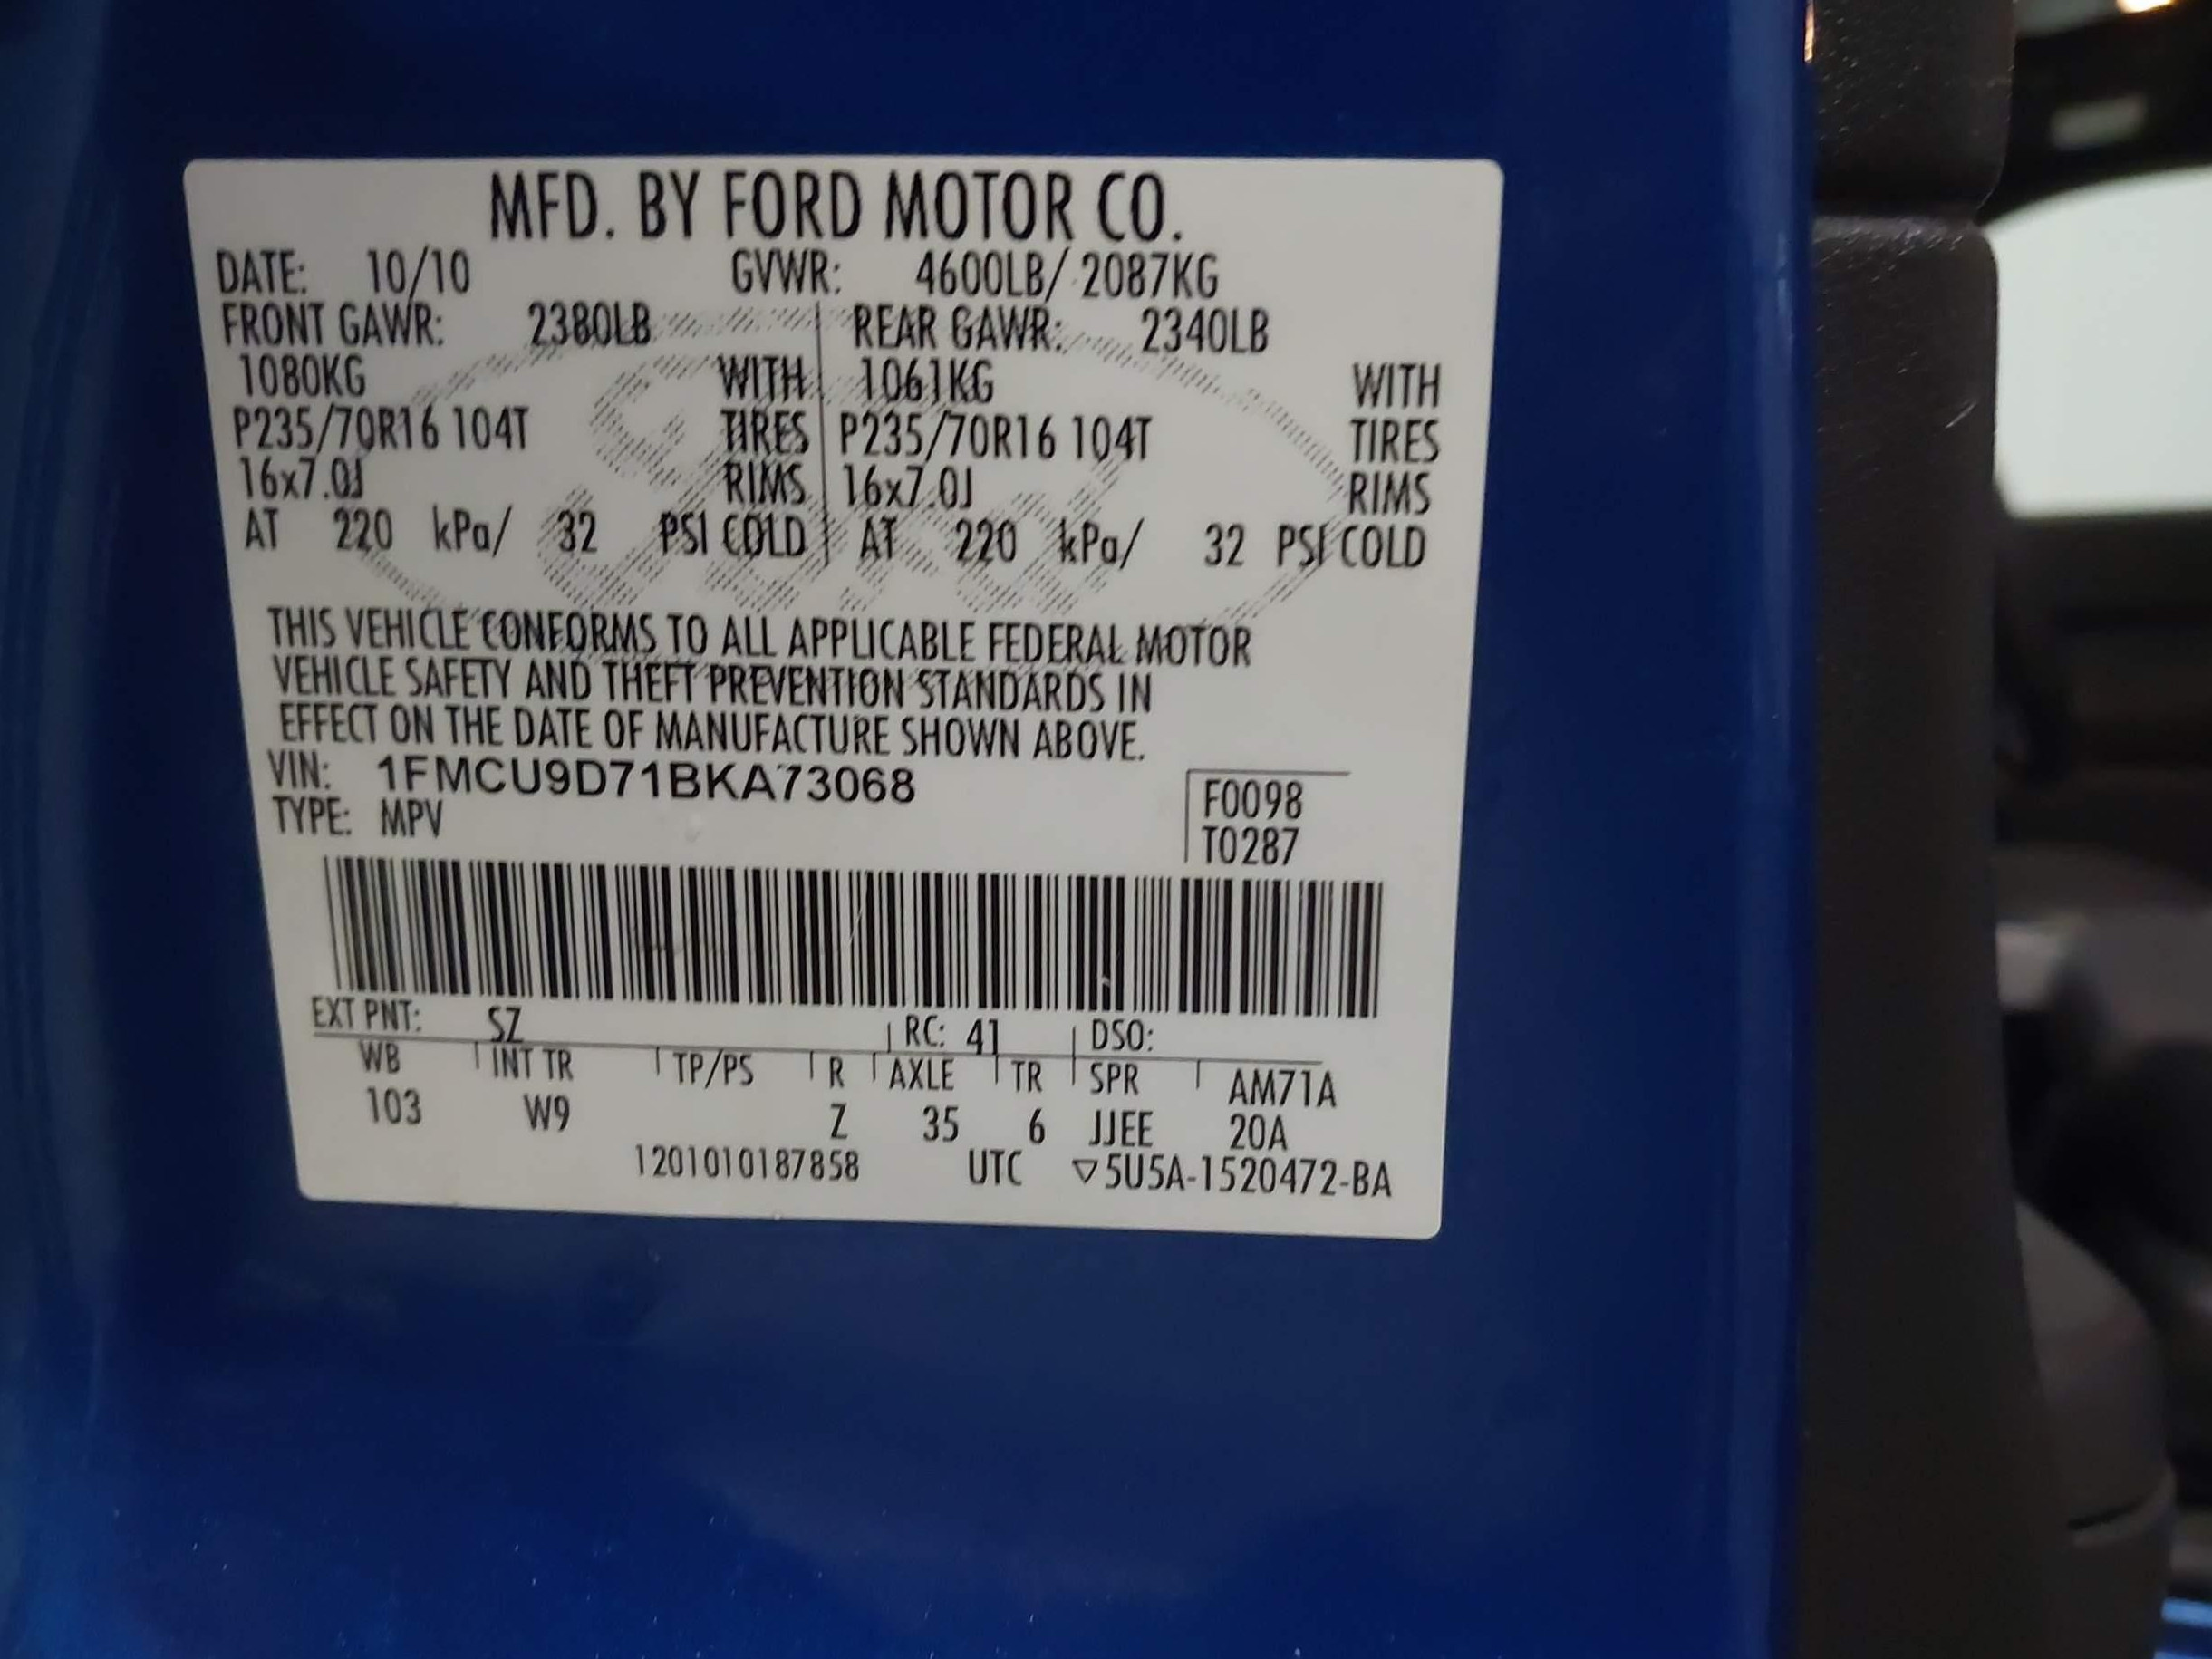 MFD. BY FORD MOTOR CO.
DATE: 10/10 GVWR: 4600LB/ 2087KG
FRONT GAWR: 2380LB REAR GAWR: 2340LB
1080KG WITH 1061KG WITH
P235/70R16 104T TIRES P235/70R16 104T TIRES
16x7.0J RIMS 16x7.0J RIMS
AT 220 kPa/ 32 PSI COLD AT 220 kPa/ 32 PSI COLD
THIS VEHICLE CONFORMS TO ALL APPLICABLE FEDERAL MOTOR
VEHICLE SAFETY AND THEFT PREVENTION STANDARDS IN
EFFECT ON THE DATE OF MANUFACTURE SHOWN ABOVE.
VIN: 1FMCU9D71BKA73068 F0098
TYPE: MPV T0287
EXT PNT: SZ RC: 41 DSO:
WB INT TR TP/PS R AXLE TR SPR AM71A
103 W9 Z 35 6 JJEE 20A
1201010187858 UTC ▽5U5A-1520472-BA